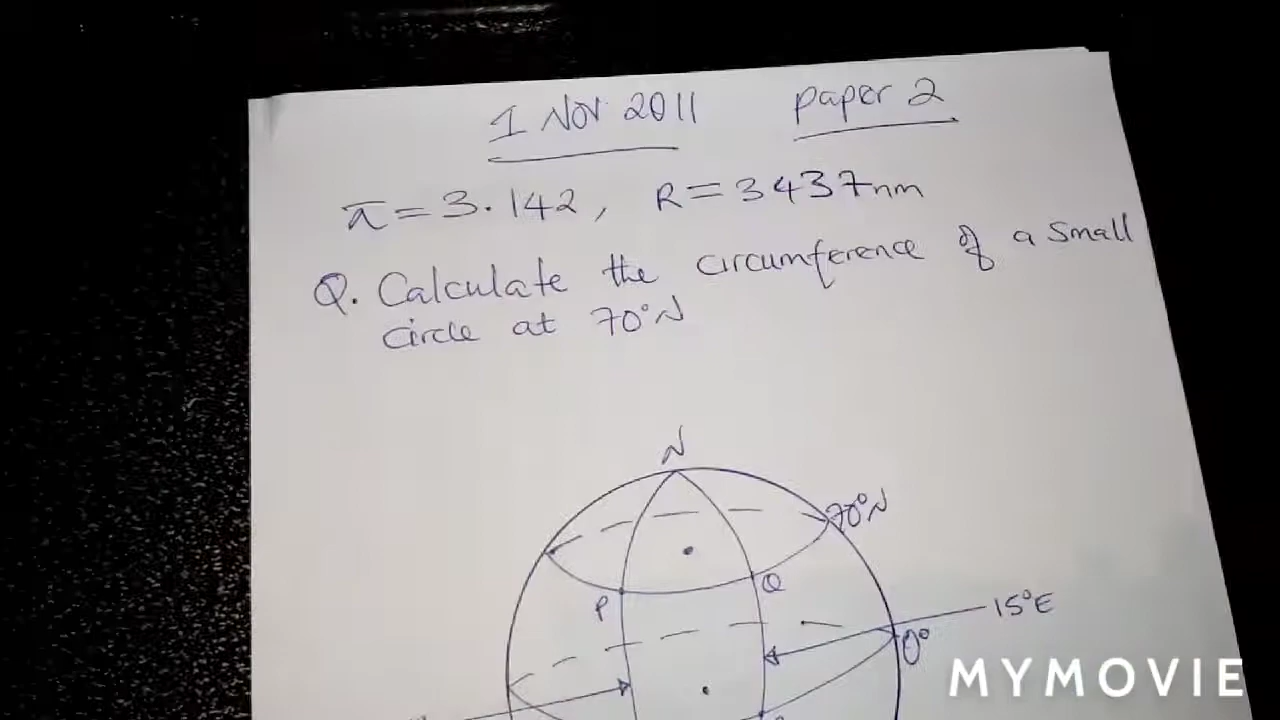 1 Nov 2011 Paper 2
π = 3.142, R = 3437nm
Q. Calculate the circumference of a small
circle at 70°N
N
70°N
P
Q
15°E
0°
MYMOVIE